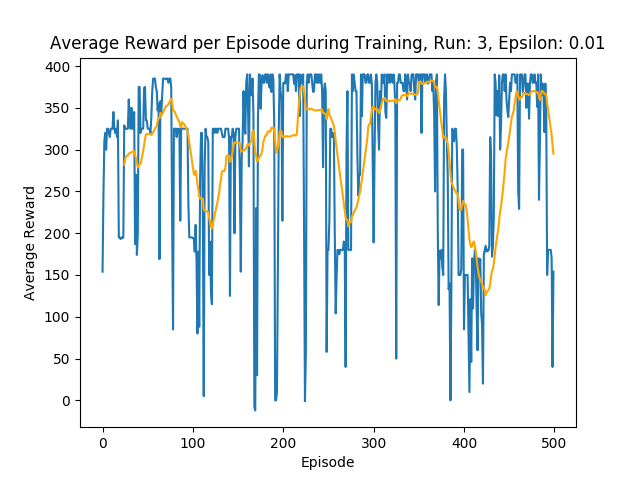 Average Reward per Episode during Training, Run: 3, Epsilon: 0.01
400
350
300
250
200
150
100
50
0
Average Reward
0 100 200 300 400 500
Episode